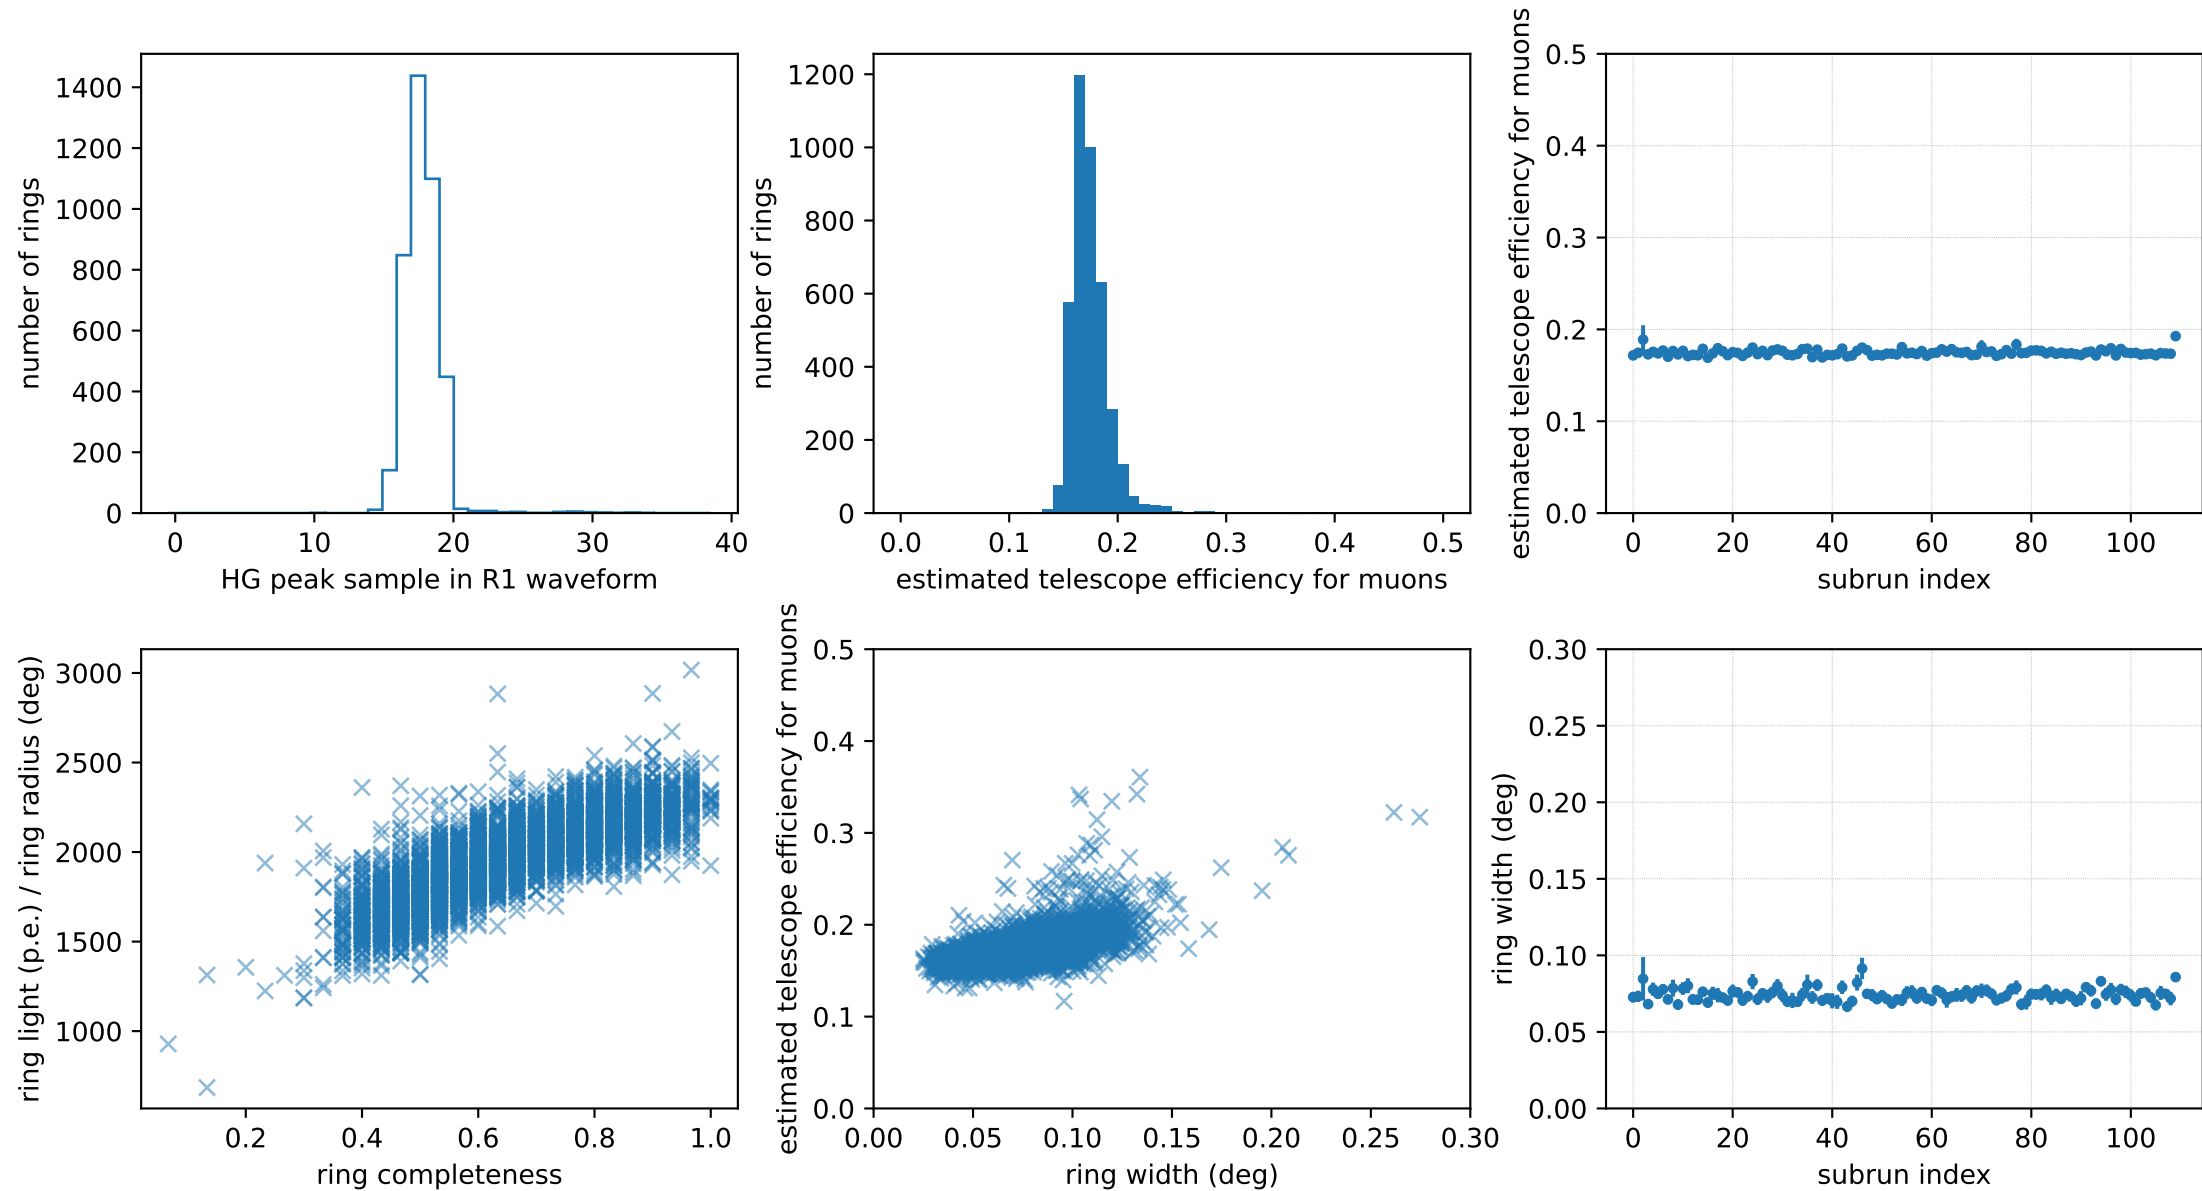 number of rings
1400
1200
1000
800
600
400
200
0
0 10 20 30 40
HG peak sample in R1 waveform
number of rings
1200
1000
800
600
400
200
0
0.0 0.1 0.2 0.3 0.4 0.5
estimated telescope efficiency for muons
estimated telescope efficiency for muons
0.5
0.4
0.3
0.2
0.1
0.0
0 20 40 60 80 100
subrun index
ring light (p.e.) / ring radius (deg)
3000
2500
2000
1500
1000
0.2 0.4 0.6 0.8 1.0
ring completeness
estimated telescope efficiency for muons
0.5
0.4
0.3
0.2
0.1
0.0
0.00 0.05 0.10 0.15 0.20 0.25 0.30
ring width (deg)
ring width (deg)
0.30
0.25
0.20
0.15
0.10
0.05
0.00
0 20 40 60 80 100
subrun index